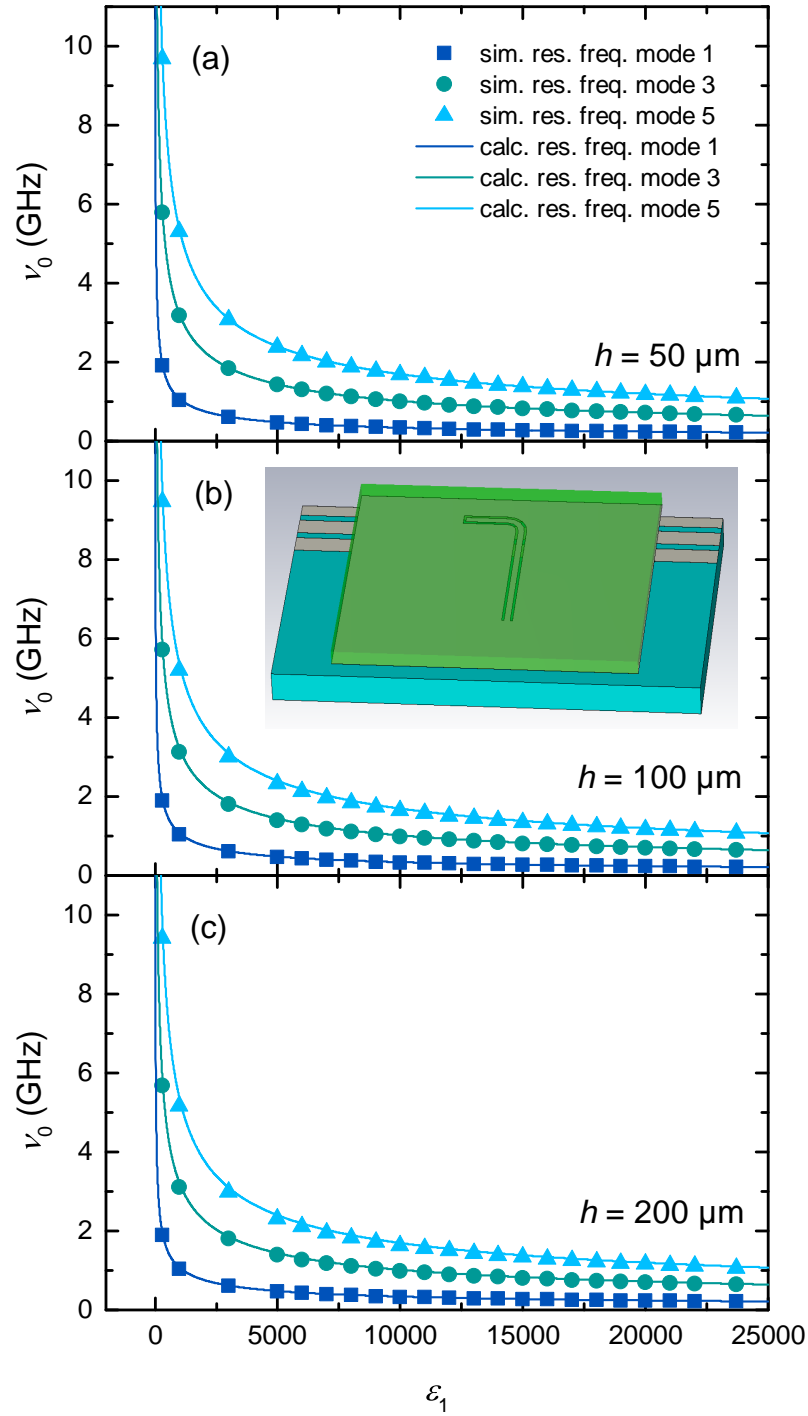 10
8
6
4
2
0
ν0 (GHz)
(a)
sim. res. freq. mode 1
sim. res. freq. mode 3
sim. res. freq. mode 5
calc. res. freq. mode 1
calc. res. freq. mode 3
calc. res. freq. mode 5
h = 50 µm
10
8
6
4
2
0
ν0 (GHz)
(b)
h = 100 µm
10
8
6
4
2
0
ν0 (GHz)
(c)
h = 200 µm
0 5000 10000 15000 20000 25000
ε1